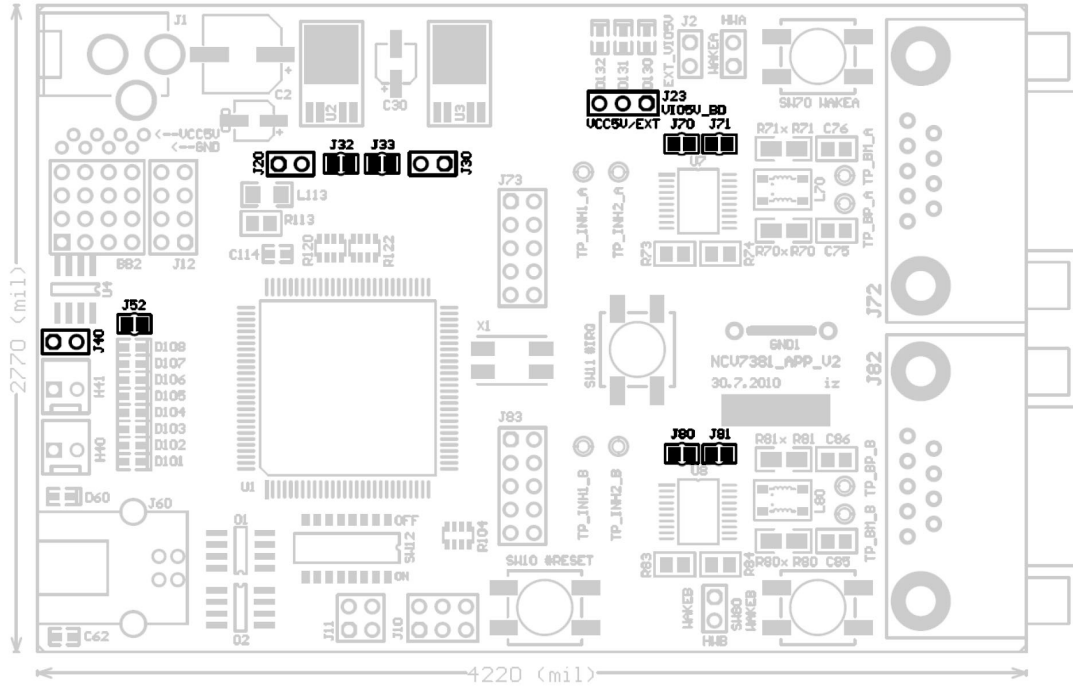 J1
C2
U2
C30
U3
D132
D131
D130
EXT_VIO5V
J2
HWA
WAKEA
SW70 WAKEA
J23
VIO5V_BD
VCC5V/EXT
<--VCC5V
<--GND
J20
J32
J33
J30
J70
J71
U7
R71x R71
C76
TP_BM_A
L70
TP_BP_A
R70x R70
C75
L113
R113
C114
R120
R122
J73
TP_INH1_A
TP_INH2_A
R73
R74
BB2
J12
U4
J72
J52
J40
H41
H40
D108
D107
D106
D105
D104
D103
D102
D101
X1
SW11 #IRQ
GND1
NCV7381_APP_V2
30.7.2010 iz
J82
J83
U1
TP_INH1_B
TP_INH2_B
J80
J81
U8
R81x R81
C86
TP_BP_B
L80
TP_BM_B
R80x R80
C85
R83
R84
D60
J60
Q1
Q2
OFF
SW12
ON
R104
SW10 #RESET
J11
J10
C62
WAKEB
HWB
SW80
WAKEB
2770 (mil)
4220 (mil)